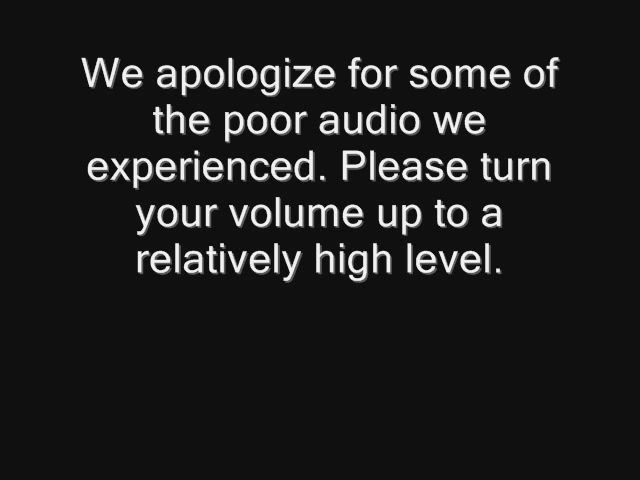 We apologize for some of
the poor audio we
experienced. Please turn
your volume up to a
relatively high level.